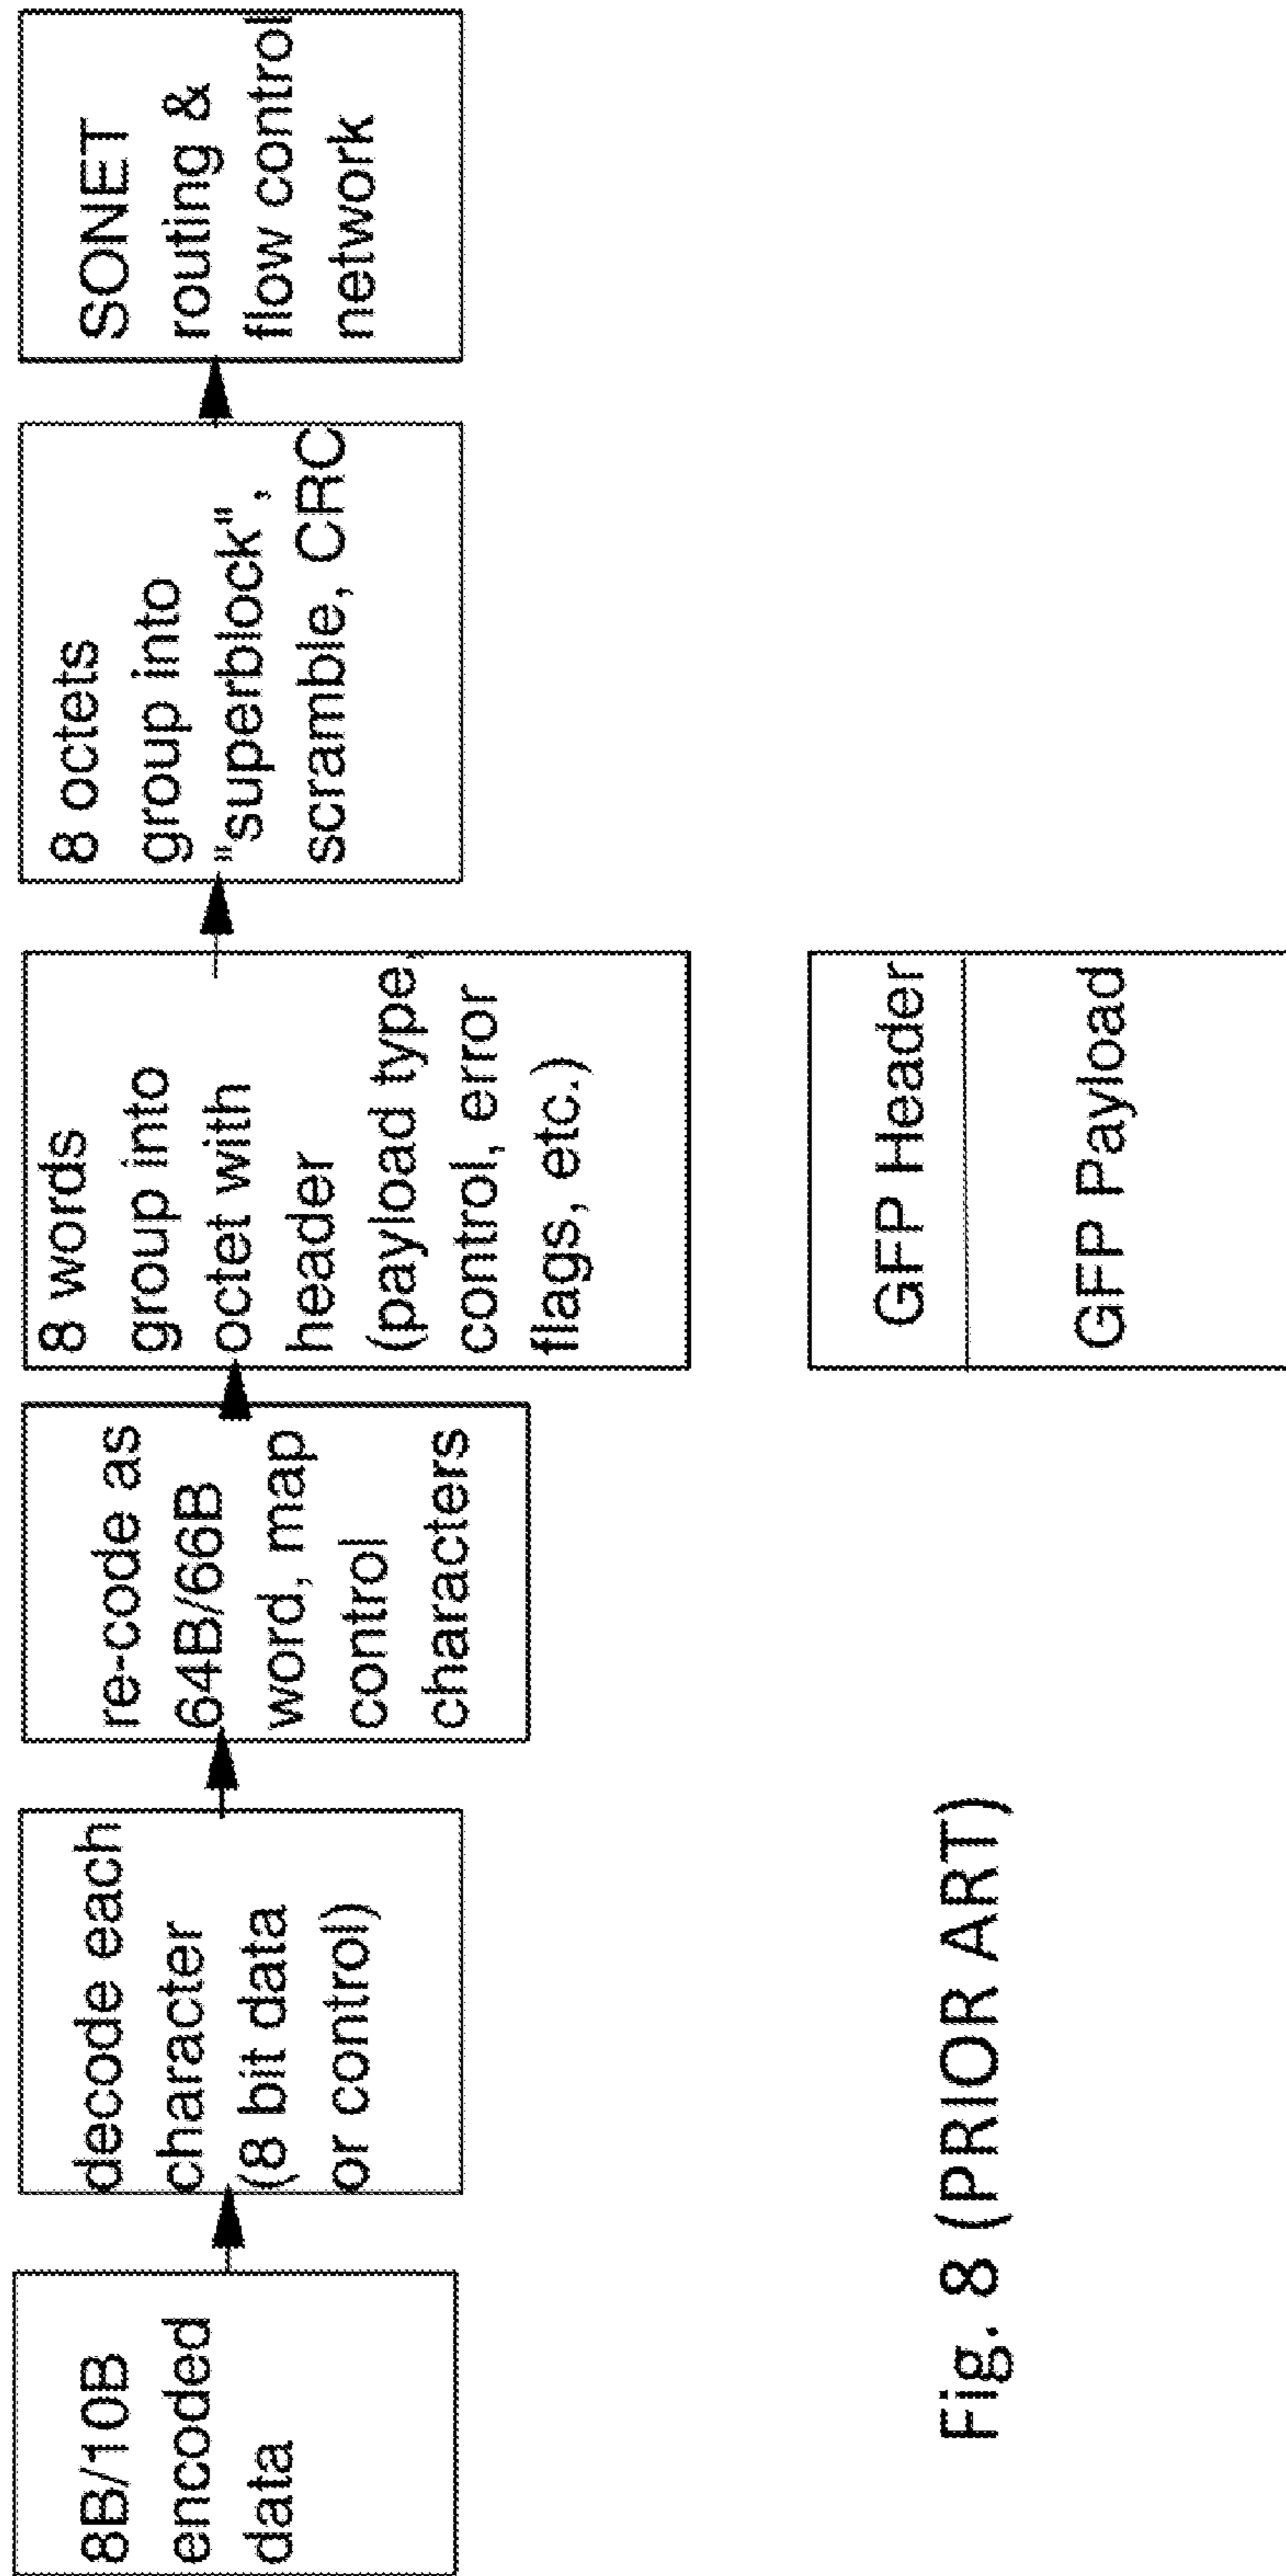 8B/10B
encoded
data
decode each
character
(8 bit data
or control)
re-code as
64B/66B
word, map
control
characters
8 words
group into
octet with
header
(payload type,
control, error
flags, etc.)
8 octets
group into
"superblock",
scramble, CRC
SONET
routing &
flow control
network
GFP Header
GFP Payload
Fig. 8 (PRIOR ART)